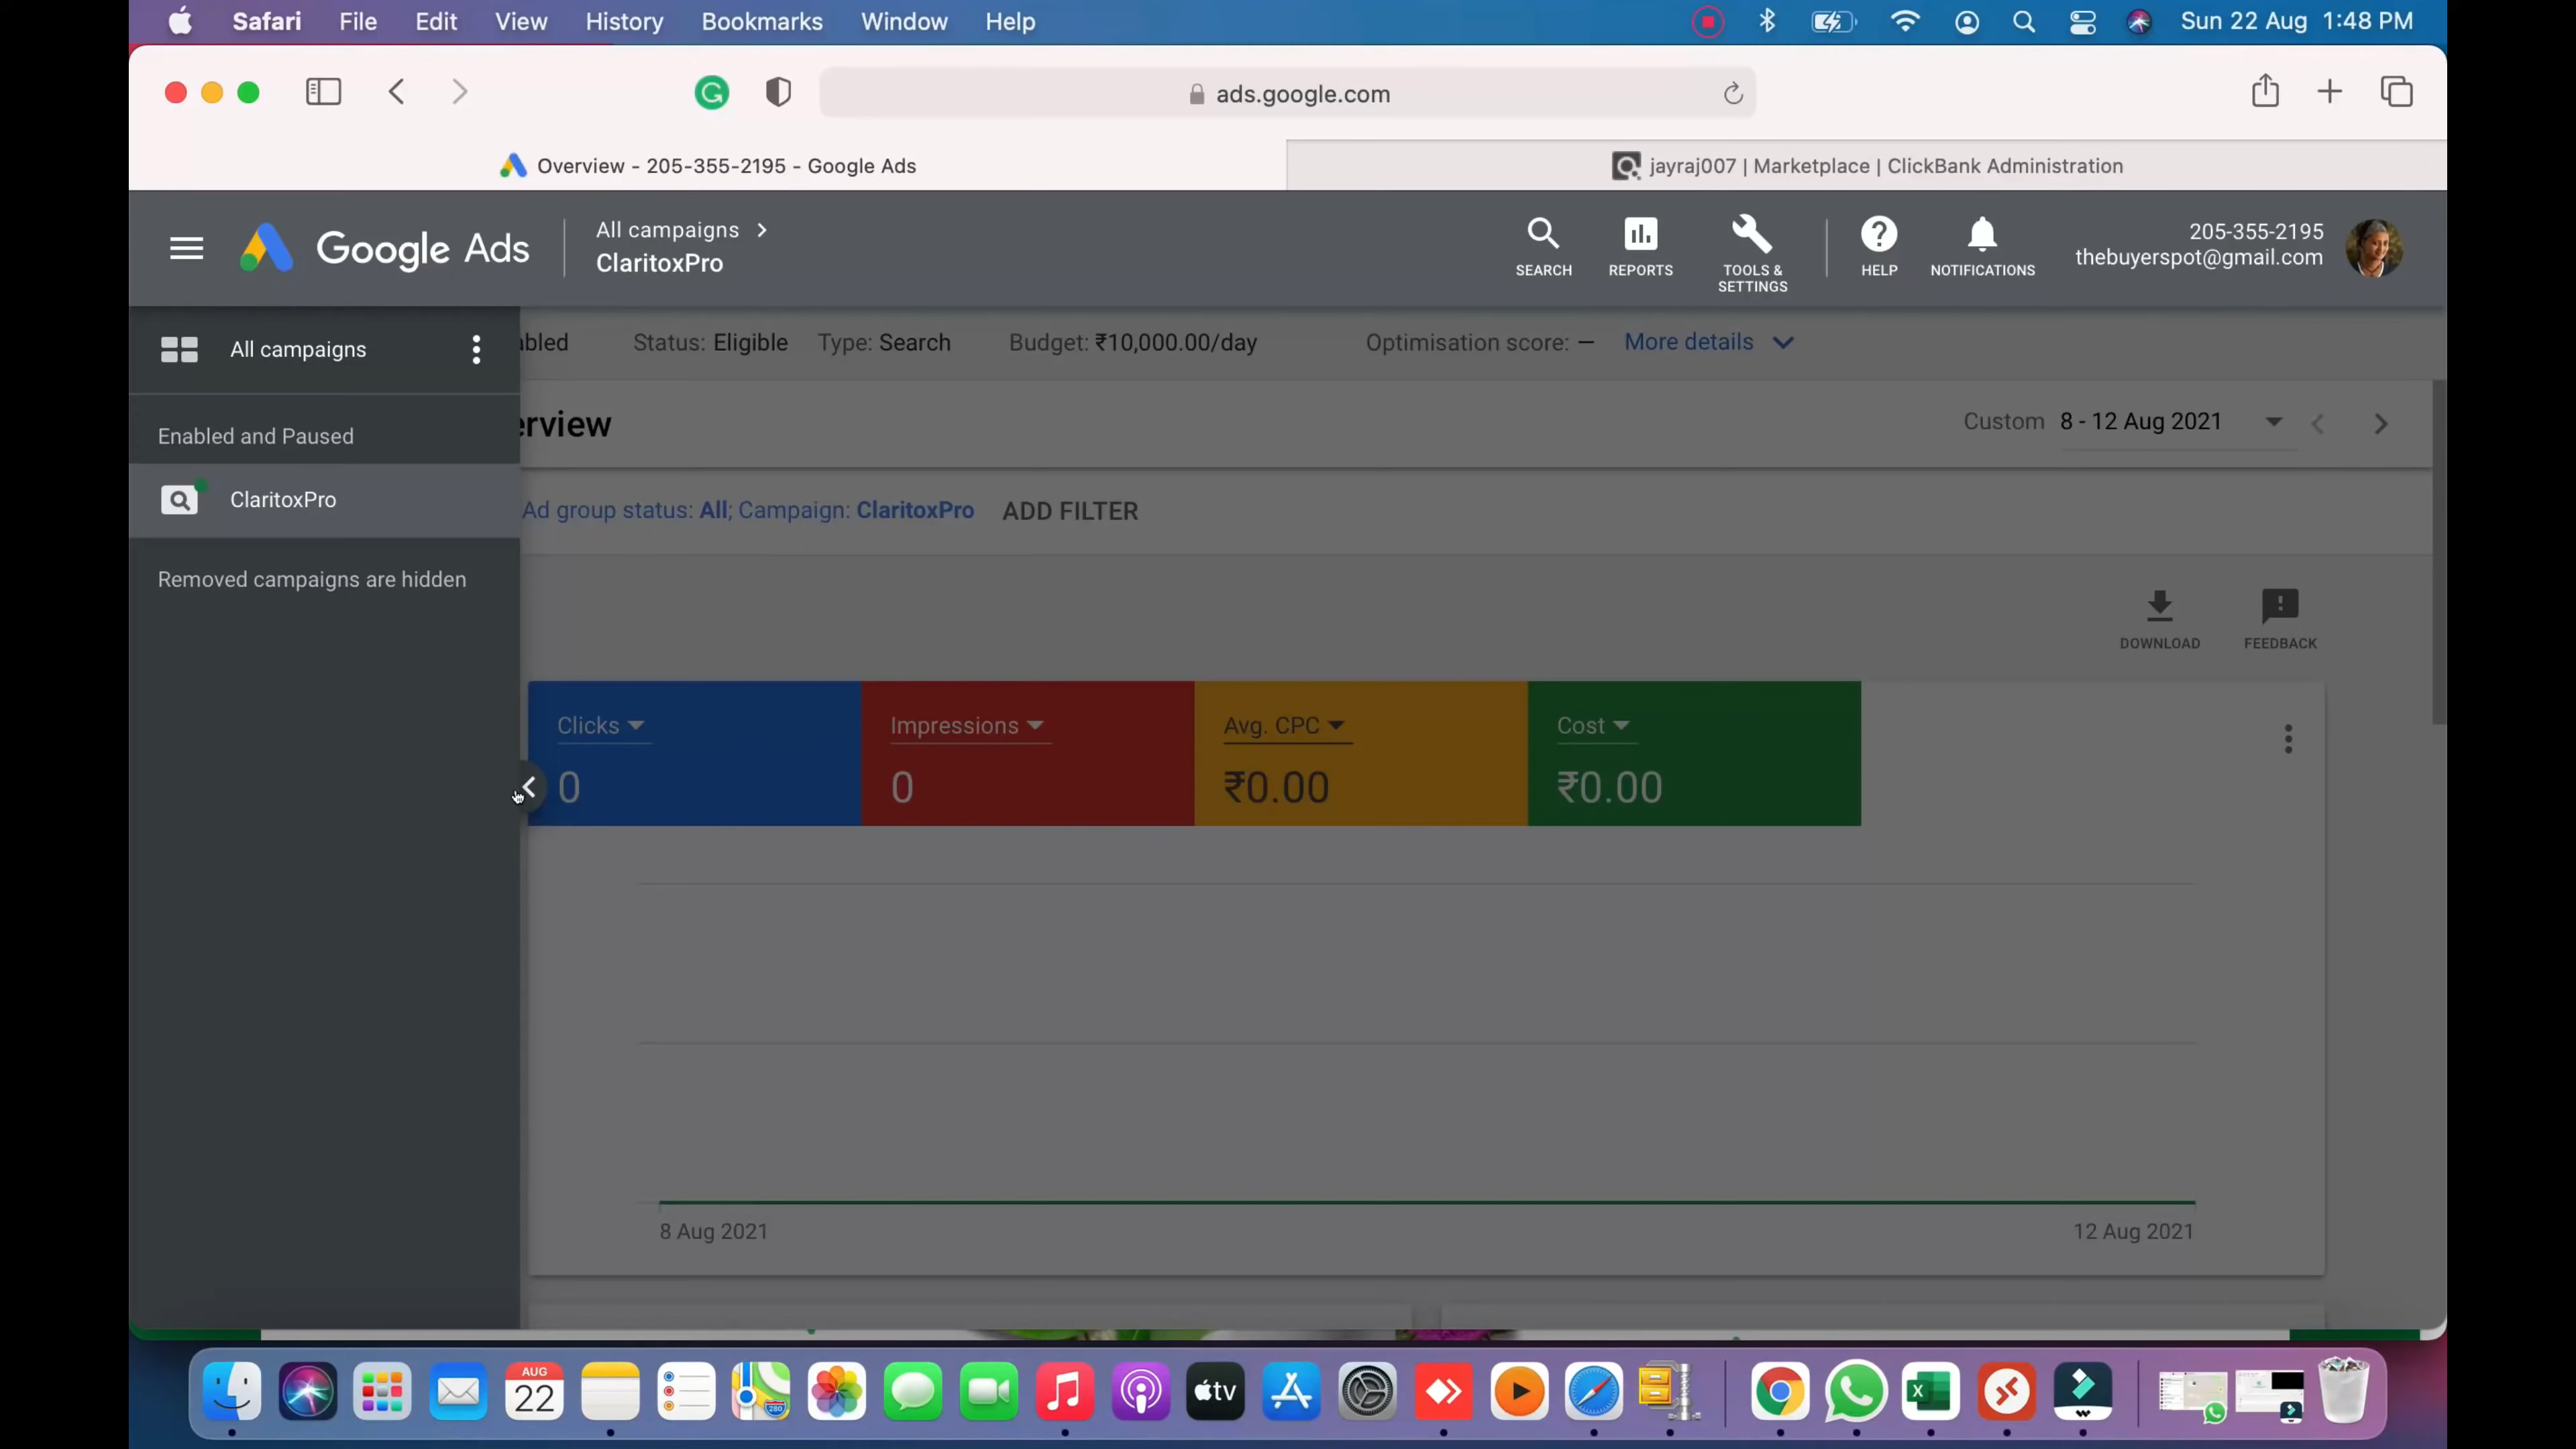 Safari File Edit View History Bookmarks Window Help Sun 22 Aug 1:48 PM
ads.google.com
Overview - 205-355-2195 - Google Ads
jayraj007 | Marketplace | ClickBank Administration
Google Ads
All campaigns
ClaritoxPro
SEARCH
REPORTS
TOOLS &
SETTINGS
HELP
NOTIFICATIONS
205-355-2195
thebuyerspot@gmail.com
All campaigns
Enabled and Paused
ClaritoxPro
Removed campaigns are hidden
bled Status: Eligible Type: Search Budget: ₹10,000.00/day Optimisation score: – More details
erview
Custom 8 - 12 Aug 2021
Ad group status: All; Campaign: ClaritoxPro ADD FILTER
DOWNLOAD
FEEDBACK
Clicks
0
Impressions
0
Avg. CPC
₹0.00
Cost
₹0.00
8 Aug 2021
12 Aug 2021
AUG
22
tv
280
X